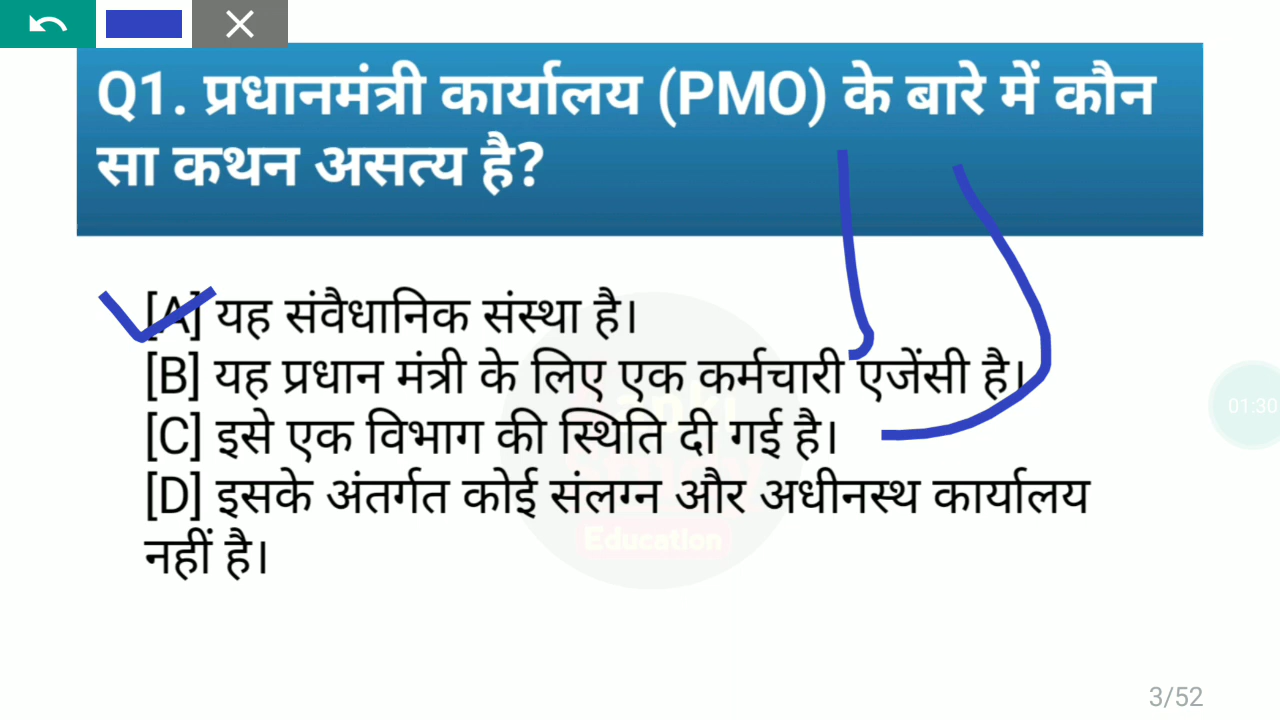 Q1. प्रधानमंत्री कार्यालय (PMO) के बारे में कौन
सा कथन असत्य है?
[A] यह संवैधानिक संस्था है।
[B] यह प्रधान मंत्री के लिए एक कर्मचारी एजेंसी है।
[C] इसे एक विभाग की स्थिति दी गई है।
[D] इसके अंतर्गत कोई संलग्न और अधीनस्थ कार्यालय
नहीं है।
Education
01:30
3/52